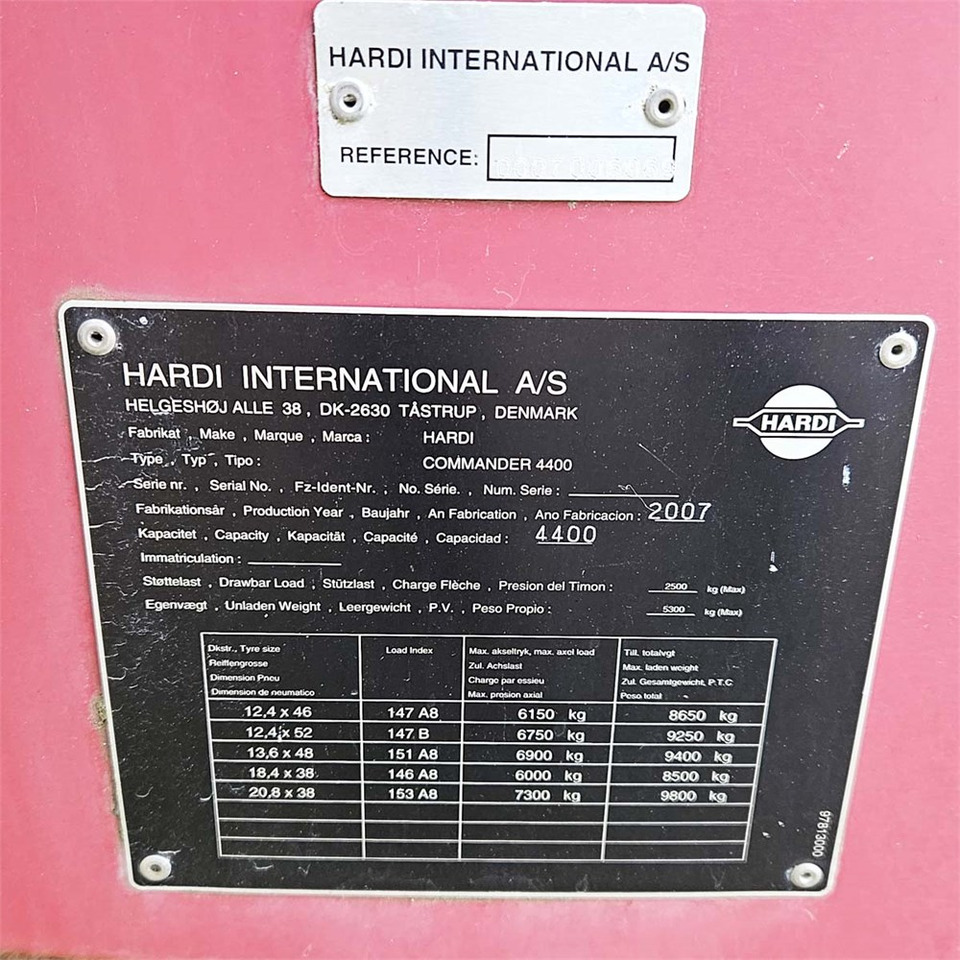 HARDI INTERNATIONAL A/S
REFERENCE:
HARDI INTERNATIONAL A/S
HELGESHØJ ALLE 38 , DK-2630 TÅSTRUP , DENMARK
HARDI
Fabrikat , Make , Marque , Marca : HARDI
Type , Typ , Tipo : COMMANDER 4400
Serie nr. , Serial No. , Fz-Ident-Nr. , No. Série. , Num. Serie :
Fabrikationsår , Production Year , Baujahr , An Fabrication , Ano Fabricacion : 2007
Kapacitet , Capacity , Kapacität , Capacité , Capacidad : 4400
Immatriculation :
Støttelast , Drawbar Load , Stützlast , Charge Flèche , Presion del Timon : 2500 kg (Max)
Egenvægt , Unladen Weight , Leergewicht , P.V. , Peso Propio : 5300 kg (Max)
Dkstr., Tyre size Load Index Max. akseltryk, max. axel load Till. totalvgt
Reiffengrosse Zul. Achslast Max. laden weight
Dimension Pneu Charge par essieu Zul. Gesamtgewicht, P.T.C
Dimension de neumatico Max. presion axial Peso total
12,4 x 46 147 A8 6150 kg 8650 kg
12,4 x 52 147 B 6750 kg 9250 kg
13,6 x 48 151 A8 6900 kg 9400 kg
18,4 x 38 146 A8 6000 kg 8500 kg
20,8 x 38 153 A8 7300 kg 9800 kg
97813000